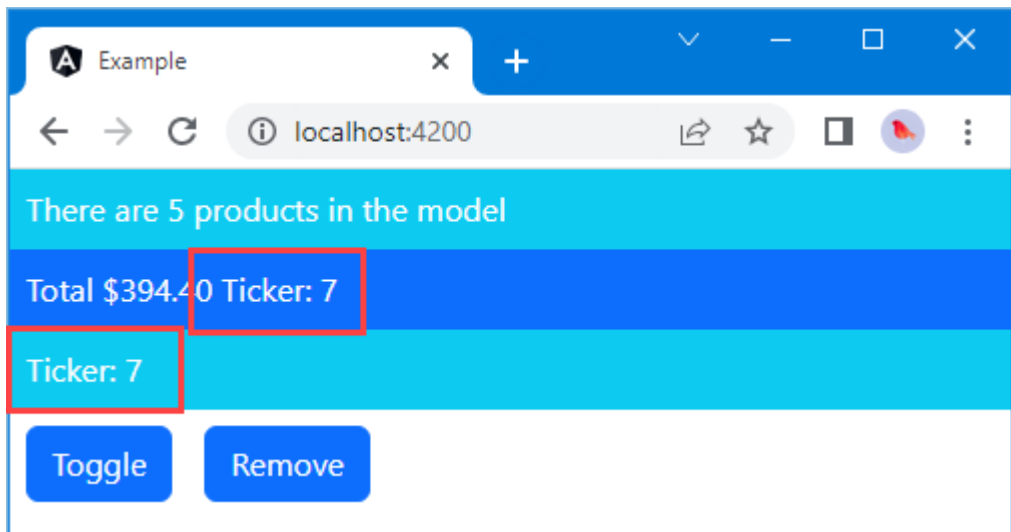 Example
localhost:4200
There are 5 products in the model
Total $394.40 Ticker: 7
Ticker: 7
Toggle Remove